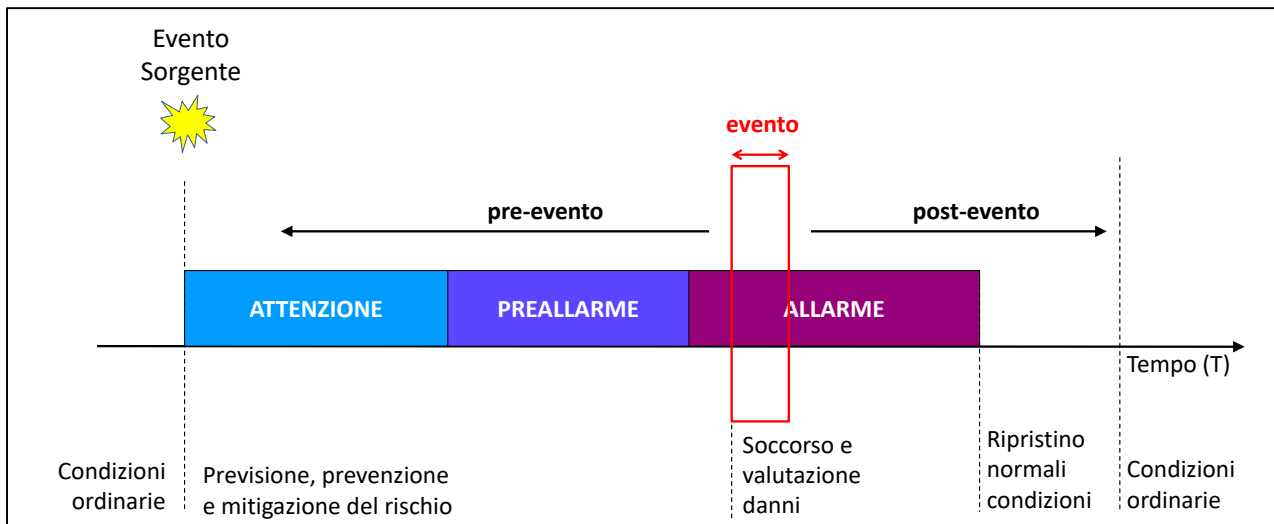 Evento
Sorgente
evento
pre-evento
post-evento
ATTENZIONE
PREALLARME
ALLARME
Tempo (T)
Condizioni
ordinarie
Previsione, prevenzione
e mitigazione del rischio
Soccorso e
valutazione
danni
Ripristino
normali
condizioni
Condizioni
ordinarie